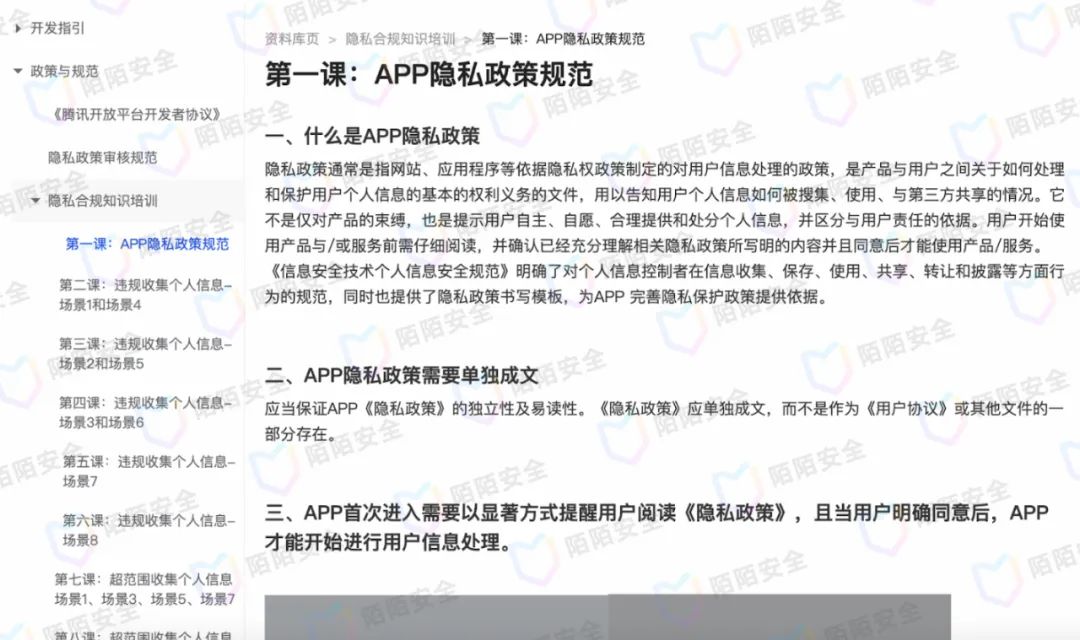 开发指引
政策与规范
《腾讯开放平台开发者协议》
隐私政策审核规范
隐私合规知识培训
第一课：APP隐私政策规范
第二课：违规收集个人信息-
场景1和场景4
第三课：违规收集个人信息-
场景2和场景5
第四课：违规收集个人信息-
场景3和场景6
第五课：违规收集个人信息-
场景7
第六课：违规收集个人信息-
场景8
第七课：超范围收集个人信息
场景1、场景3、场景5、场景7
第八课：超范围收集个人信息
资料库页 > 隐私合规知识培训 > 第一课：APP隐私政策规范
第一课：APP隐私政策规范
一、什么是APP隐私政策
隐私政策通常是指网站、应用程序等依据隐私权政策制定的对用户信息处理的政策，是产品与用户之间关于如何处理
和保护用户个人信息的基本的权利义务的文件，用以告知用户个人信息如何被搜集、使用、与第三方共享的情况。它
不是仅对产品的束缚，也是提示用户自主、自愿、合理提供和处分个人信息，并区分与用户责任的依据。用户开始使
用产品与/或服务前需仔细阅读，并确认已经充分理解相关隐私政策所写明的内容并且同意后才能使用产品/服务。
《信息安全技术个人信息安全规范》明确了对个人信息控制者在信息收集、保存、使用、共享、转让和披露等方面行
为的规范，同时也提供了隐私政策书写模板，为APP 完善隐私保护政策提供依据。
二、APP隐私政策需要单独成文
应当保证APP《隐私政策》的独立性及易读性。《隐私政策》应单独成文，而不是作为《用户协议》或其他文件的一
部分存在。
三、APP首次进入需要以显著方式提醒用户阅读《隐私政策》，且当用户明确同意后，APP
才能开始进行用户信息处理。
陌陌安全